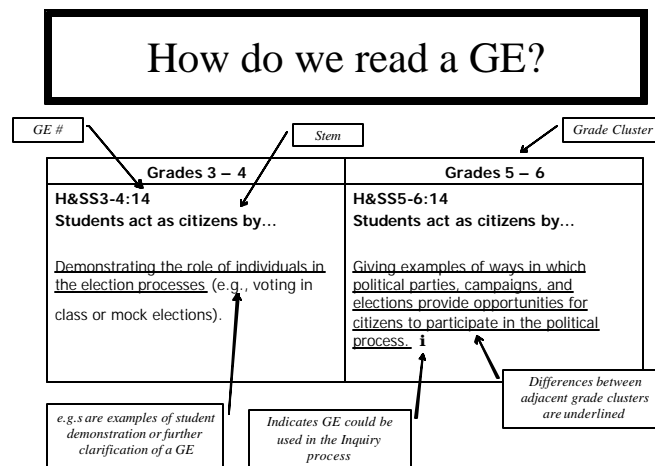 How do we read a GE?
GE #
Stem
Grade Cluster
Grades 3 – 4
Grades 5 – 6
H&SS3-4:14
Students act as citizens by…
Demonstrating the role of individuals in
the election processes (e.g., voting in
class or mock elections).
H&SS5-6:14
Students act as citizens by…
Giving examples of ways in which
political parties, campaigns, and
elections provide opportunities for
citizens to participate in the political
process. i
e.g.s are examples of student
demonstration or further
clarification of a GE
Indicates GE could be
used in the Inquiry
process
Differences between
adjacent grade clusters
are underlined